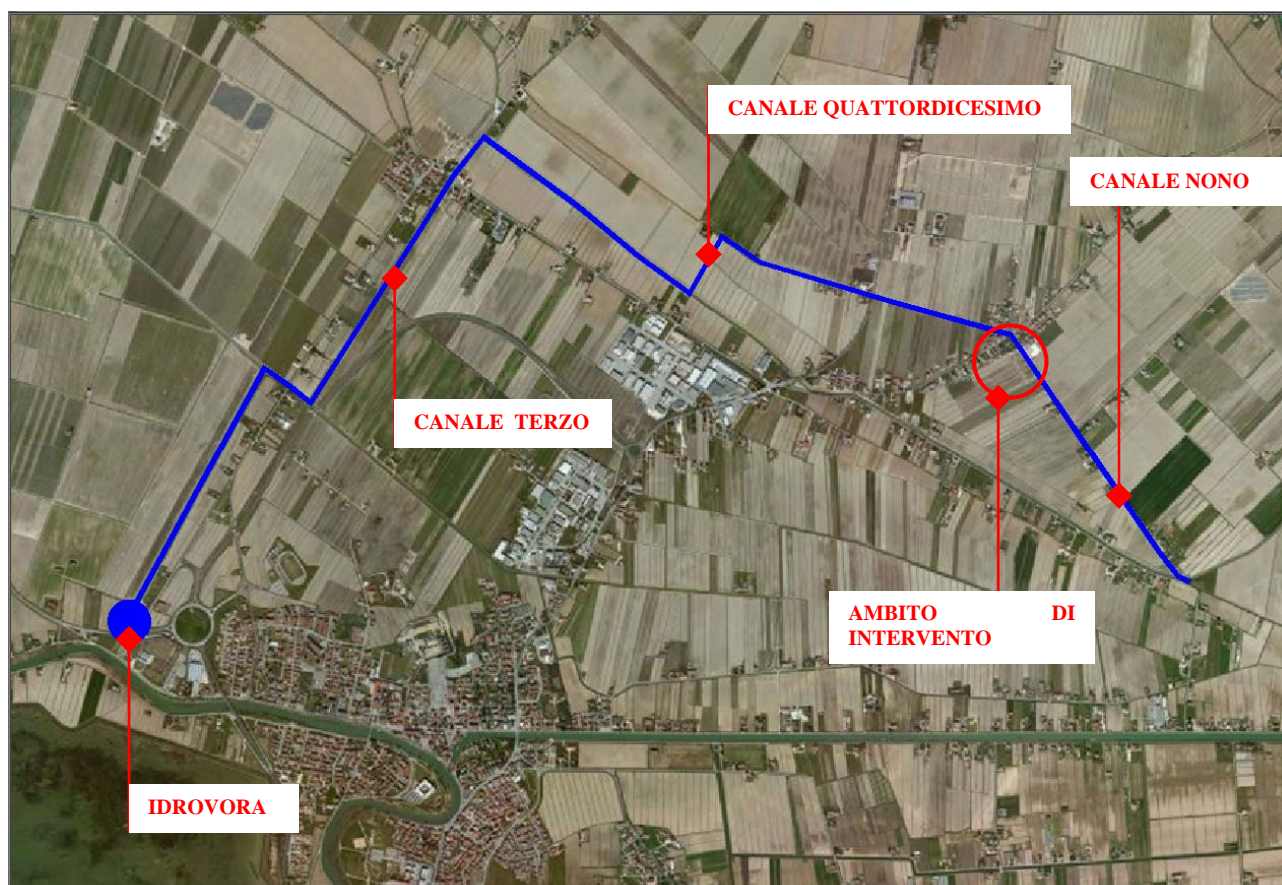 CANALE QUATTORDICESIMO
CANALE NONO
CANALE TERZO
AMBITO DI
INTERVENTO
IDROVORA